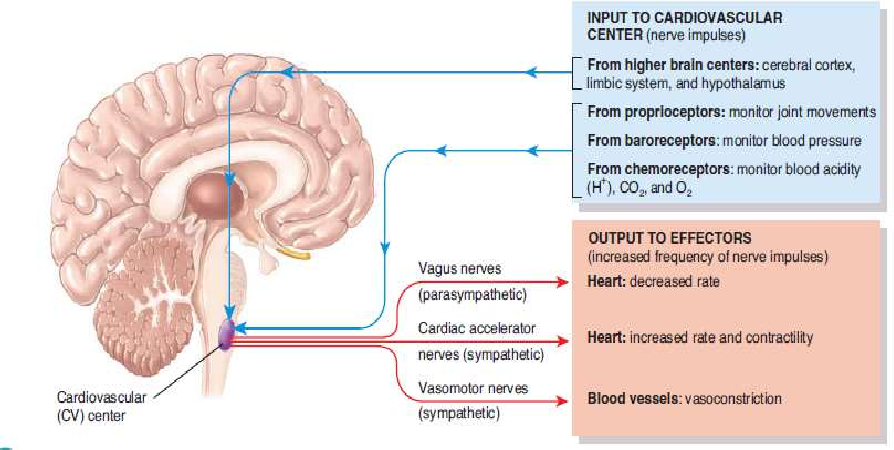 INPUT TO CARDIOVASCULAR
CENTER (nerve impulses)
From higher brain centers: cerebral cortex,
limbic system, and hypothalamus
From proprioceptors: monitor joint movements
From baroreceptors: monitor blood pressure
From chemoreceptors: monitor blood acidity
(H⁺), CO₂, and O₂
OUTPUT TO EFFECTORS
(increased frequency of nerve impulses)
Vagus nerves
(parasympathetic)
Heart: decreased rate
Cardiac accelerator
nerves (sympathetic)
Heart: increased rate and contractility
Vasomotor nerves
(sympathetic)
Blood vessels: vasoconstriction
Cardiovascular
(CV) center